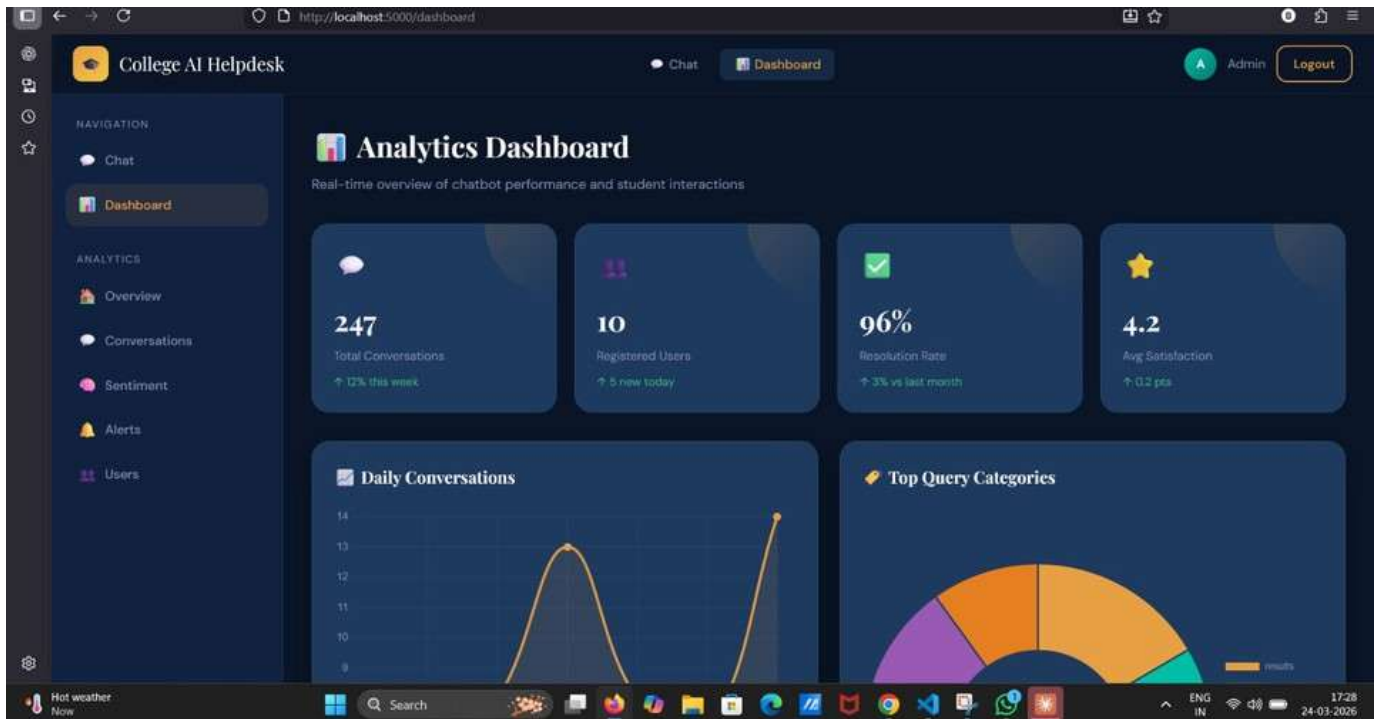 http://localhost:5000/dashboard
College AI Helpdesk
Chat
Dashboard
A
Admin
Logout
NAVIGATION
Chat
Dashboard
ANALYTICS
Overview
Conversations
Sentiment
Alerts
Users
Analytics Dashboard
Real-time overview of chatbot performance and student interactions
247
Total Conversations
↑ 12% this week
10
Registered Users
↑ 5 new today
96%
Resolution Rate
↑ 3% vs last month
4.2
Avg Satisfaction
↑ 0.2 pts
Daily Conversations
14
13
12
11
10
9
Top Query Categories
results
Hot weather
Now
Search
ENG
IN
17:28
24-03-2026